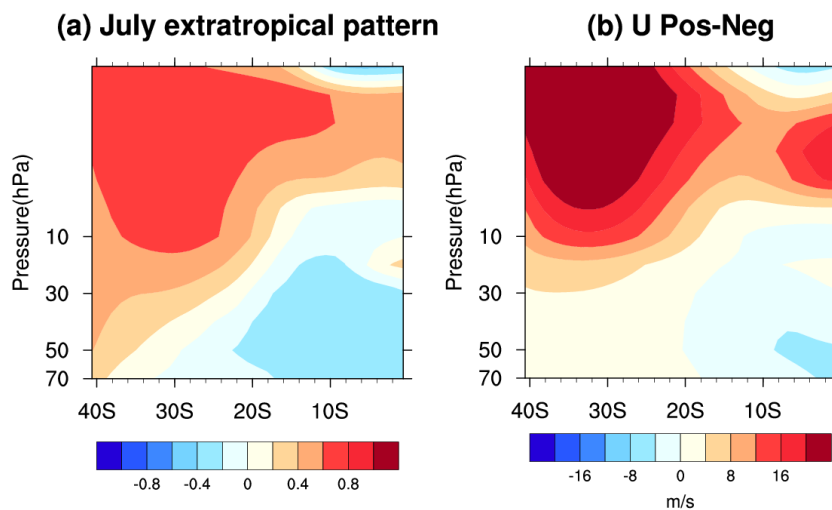 (a) July extratropical pattern
(b) U Pos-Neg
Pressure(hPa)
10
30
50
70
40S 30S 20S 10S
-0.8 -0.4 0 0.4 0.8
Pressure(hPa)
10
30
50
70
40S 30S 20S 10S
-16 -8 0 8 16
m/s